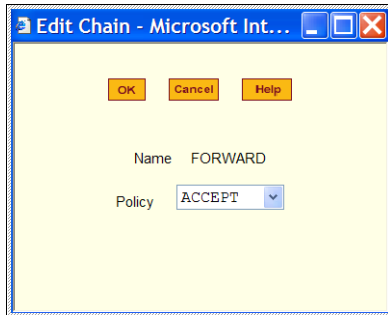 Edit Chain - Microsoft Int...
OK Cancel Help
Name FORWARD
Policy ACCEPT